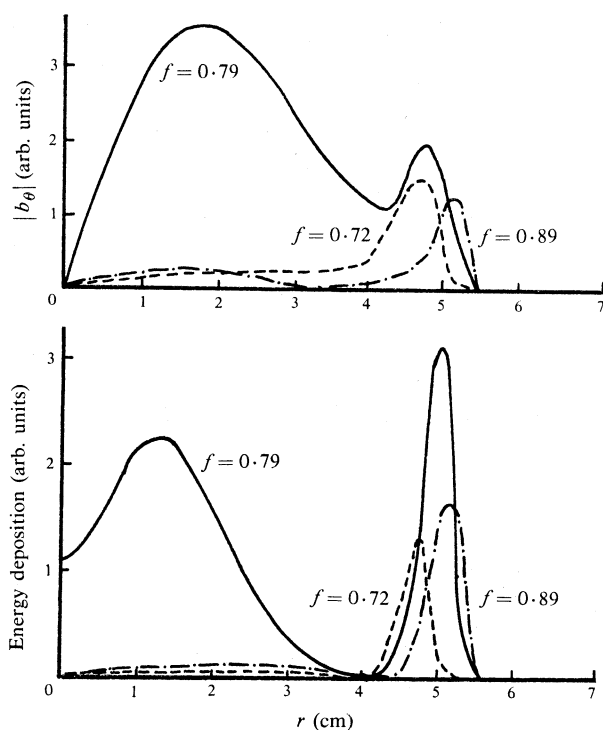 |b_θ| (arb. units)
3
2
1
0
f = 0·79
f = 0·72
f = 0·89
1 2 3 4 5 6 7
Energy deposition (arb. units)
3
2
1
0
f = 0·79
f = 0·72
f = 0·89
1 2 3 4 5 6 7
r (cm)